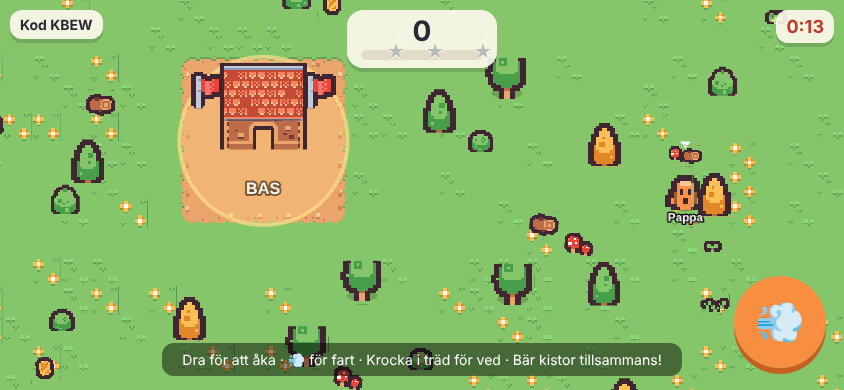 Kod KBEW
0
0:13
BAS
Pappa
Dra för att åka · 💨 för fart · Krocka i träd för ved · Bär kistor tillsammans!